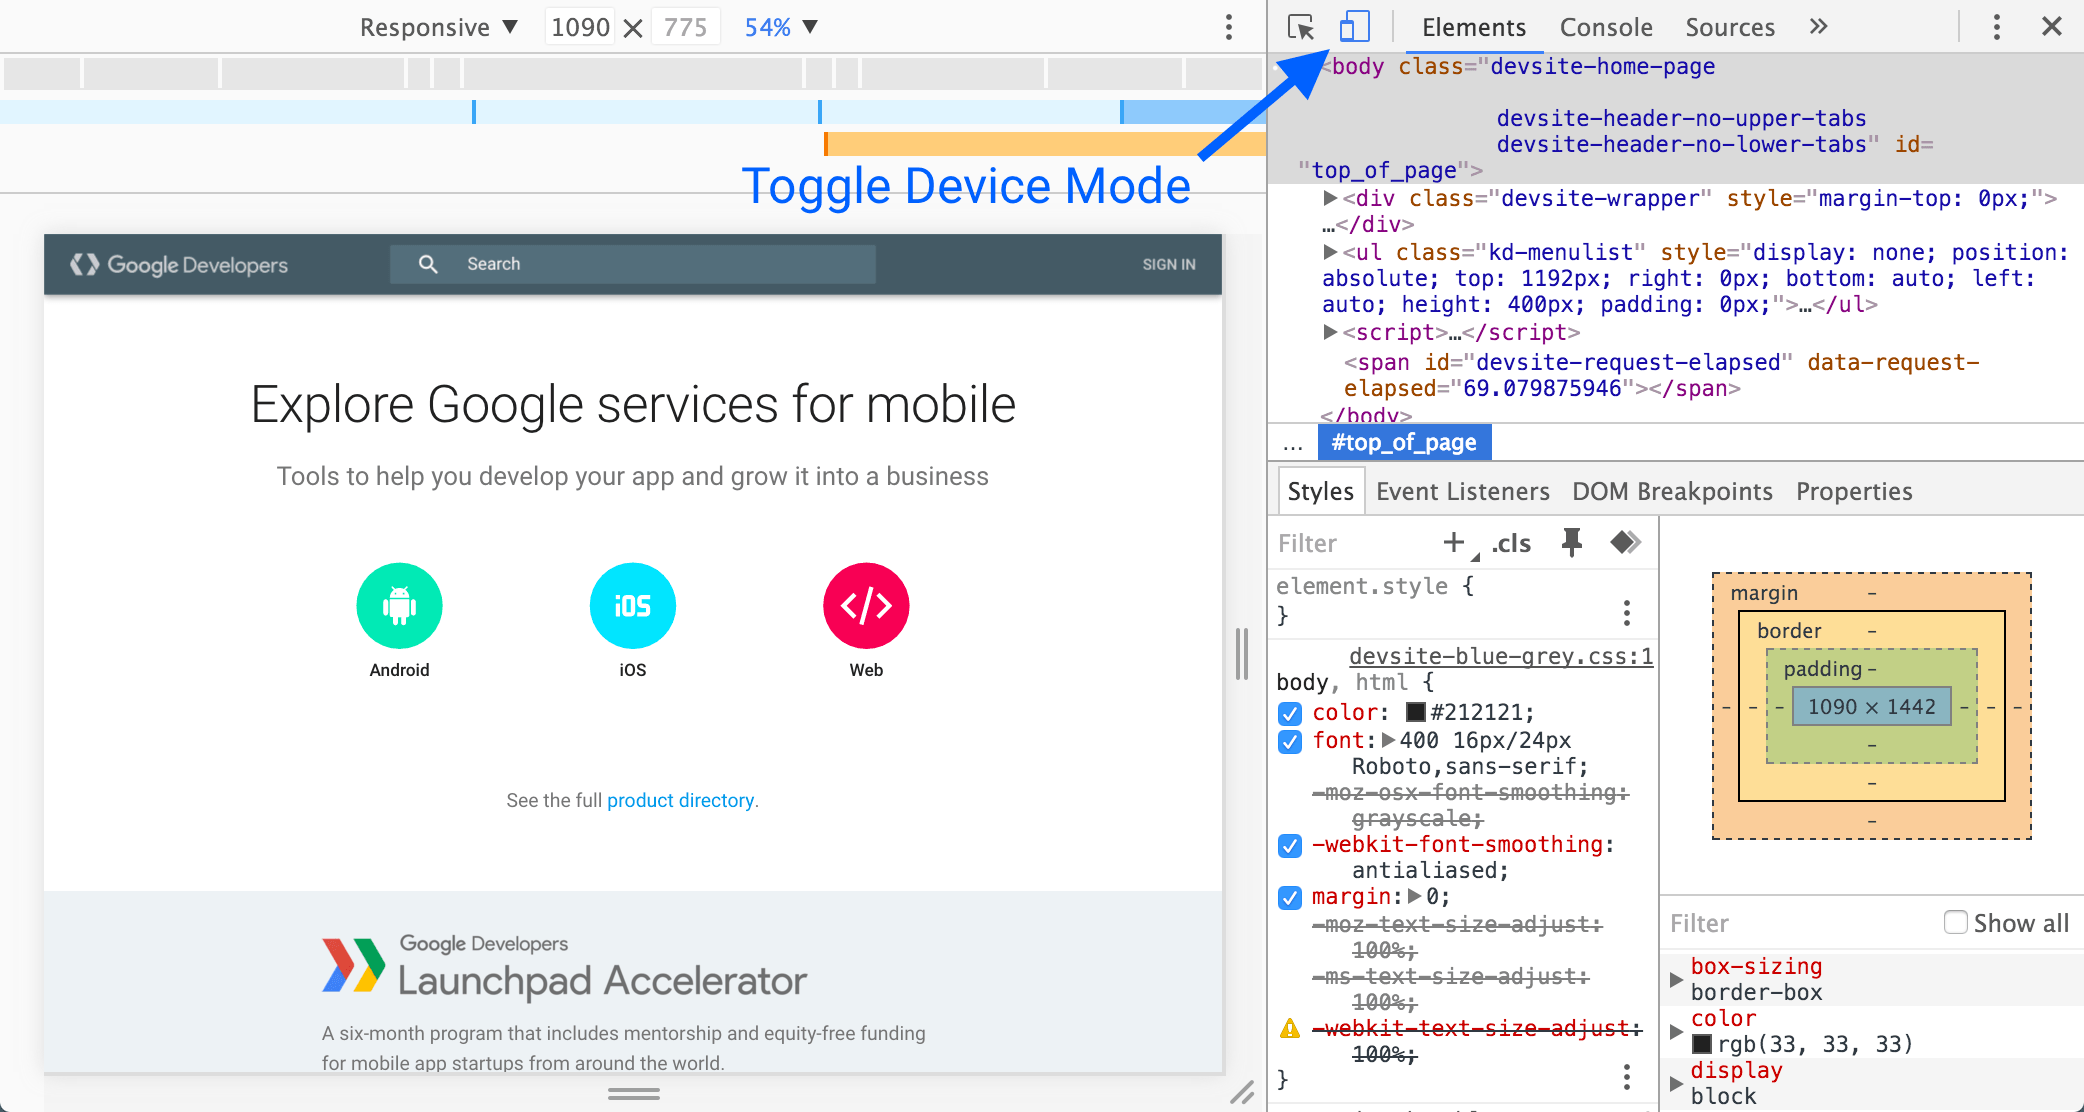 Responsive ▼ 1090 × 775 54% ▼
Elements Console Sources »
Toggle Device Mode
Google Developers Search SIGN IN
Explore Google services for mobile
Tools to help you develop your app and grow it into a business
iOS </>
Android iOS Web
See the full product directory.
Google Developers
Launchpad Accelerator
A six-month program that includes mentorship and equity-free funding
for mobile app startups from around the world.
<body class="devsite-home-page
devsite-header-no-upper-tabs
devsite-header-no-lower-tabs" id=
"top_of_page">
▶<div class="devsite-wrapper" style="margin-top: 0px;">
…</div>
▶<ul class="kd-menulist" style="display: none; position:
absolute; top: 1192px; right: 0px; bottom: auto; left:
auto; height: 400px; padding: 0px;">…</ul>
▶<script>…</script>
<span id="devsite-request-elapsed" data-request-
elapsed="69.079875946"></span>
</body>
... #top_of_page
Styles Event Listeners DOM Breakpoints Properties
Filter + .cls
element.style {
}
devsite-blue-grey.css:1
body, html {
color: #212121;
font:▶400 16px/24px
Roboto,sans-serif;
-moz-osx-font-smoothing:
grayscale;
-webkit-font-smoothing:
antialiased;
margin:▶0;
-moz-text-size-adjust:
100%;
-ms-text-size-adjust:
100%;
-webkit-text-size-adjust:
100%;
}
margin -
border -
padding -
- - - 1090 × 1442 - - -
-
-
-
Filter Show all
▶ box-sizing
border-box
▶ color
rgb(33, 33, 33)
▶ display
block